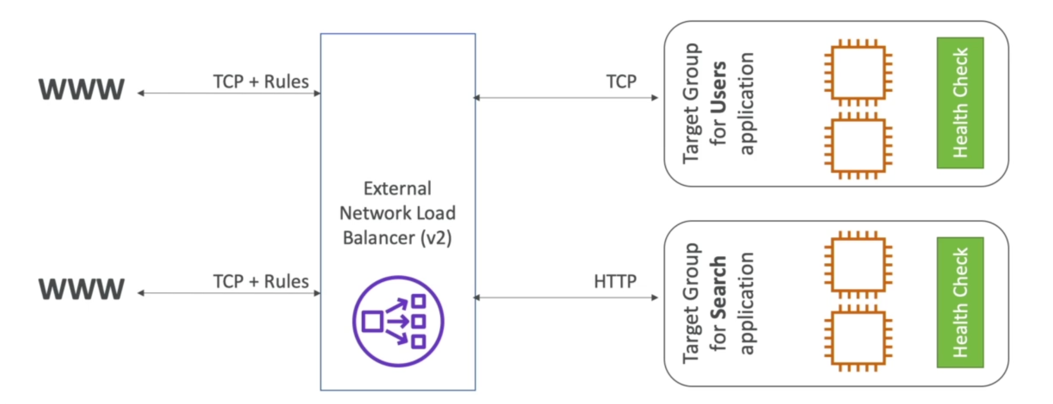 WWW
TCP + Rules
TCP
Target Group
for Users
application
Health Check
External
Network Load
Balancer (v2)
WWW
TCP + Rules
HTTP
Target Group
for Search
application
Health Check